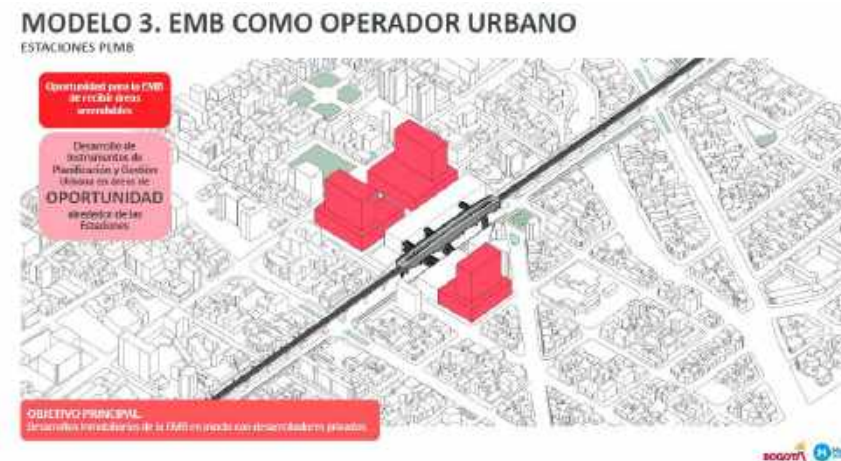 MODELO 3. EMB COMO OPERADOR URBANO
ESTACIONES PLMB
Oportunidad para la EMB
de recibir áreas
arrendables
Desarrollo de
Instrumentos de
Planificación y Gestión
Urbana en áreas de
OPORTUNIDAD
alrededor de las
Estaciones
OBJETIVO PRINCIPAL.
Desarrollos Inmobiliarios de la EMB en asocio con desarrolladores privados
BOGOTÁ